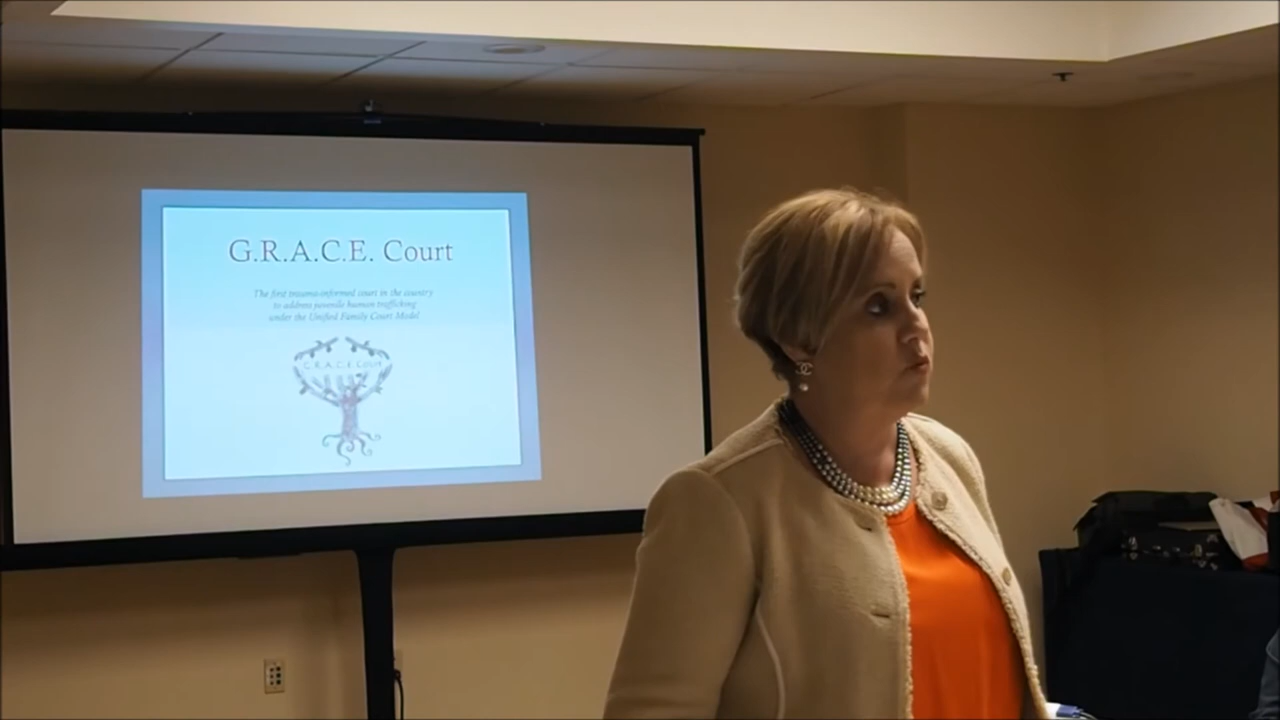 G.R.A.C.E. Court
The first trauma-informed court in the country
to address juvenile human trafficking
under the Unified Family Court Model
G.R.A.C.E. Court